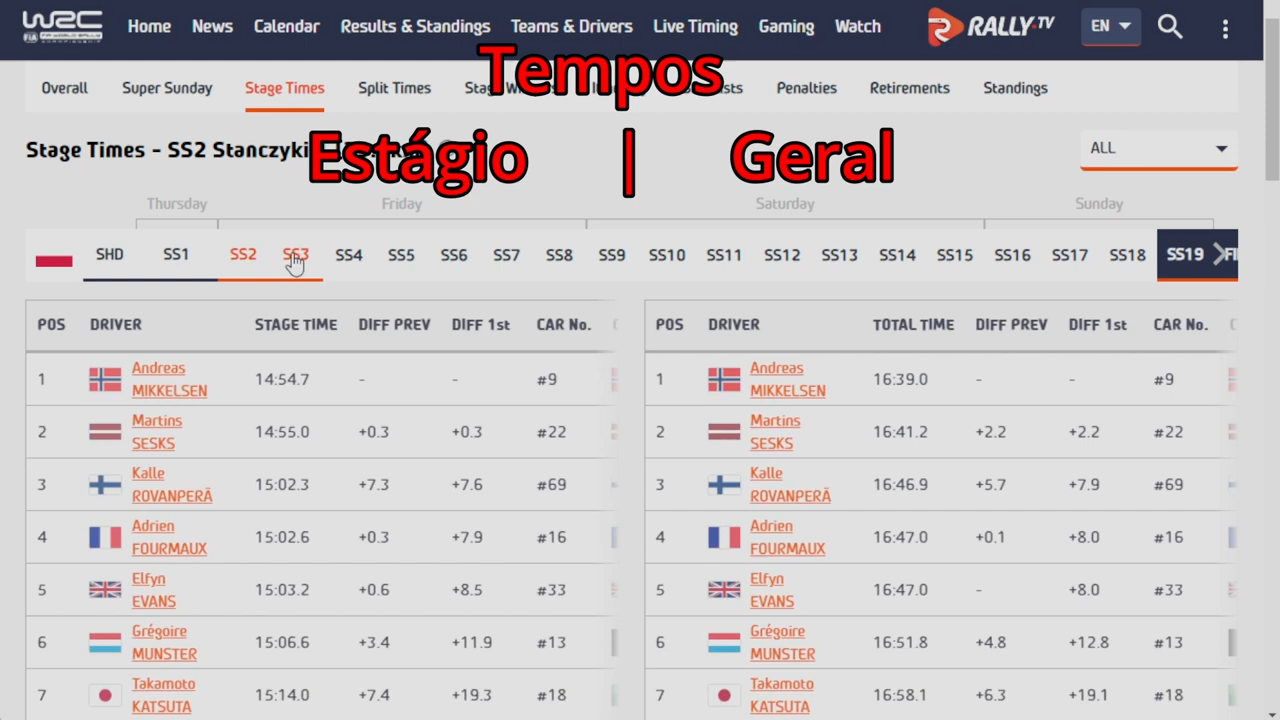 WRC
FIA WORLD RALLY CHAMPIONSHIP
Home News Calendar Results & Standings Teams & Drivers Live Timing Gaming Watch RALLY.TV EN
Tempos
Overall Super Sunday Stage Times Split Times Penalties Retirements Standings
Estágio | Geral
Stage Times - SS2 Stanczyki
ALL
Thursday Friday Saturday Sunday
SHD SS1 SS2 SS3 SS4 SS5 SS6 SS7 SS8 SS9 SS10 SS11 SS12 SS13 SS14 SS15 SS16 SS17 SS18 SS19
POS DRIVER STAGE TIME DIFF PREV DIFF 1st CAR No.
1 Andreas MIKKELSEN 14:54.7 - - #9
2 Martins SESKS 14:55.0 +0.3 +0.3 #22
3 Kalle ROVANPERÄ 15:02.3 +7.3 +7.6 #69
4 Adrien FOURMAUX 15:02.6 +0.3 +7.9 #16
5 Elfyn EVANS 15:03.2 +0.6 +8.5 #33
6 Grégoire MUNSTER 15:06.6 +3.4 +11.9 #13
7 Takamoto KATSUTA 15:14.0 +7.4 +19.3 #18
POS DRIVER TOTAL TIME DIFF PREV DIFF 1st CAR No.
1 Andreas MIKKELSEN 16:39.0 - - #9
2 Martins SESKS 16:41.2 +2.2 +2.2 #22
3 Kalle ROVANPERÄ 16:46.9 +5.7 +7.9 #69
4 Adrien FOURMAUX 16:47.0 +0.1 +8.0 #16
5 Elfyn EVANS 16:47.0 - +8.0 #33
6 Grégoire MUNSTER 16:51.8 +4.8 +12.8 #13
7 Takamoto KATSUTA 16:58.1 +6.3 +19.1 #18